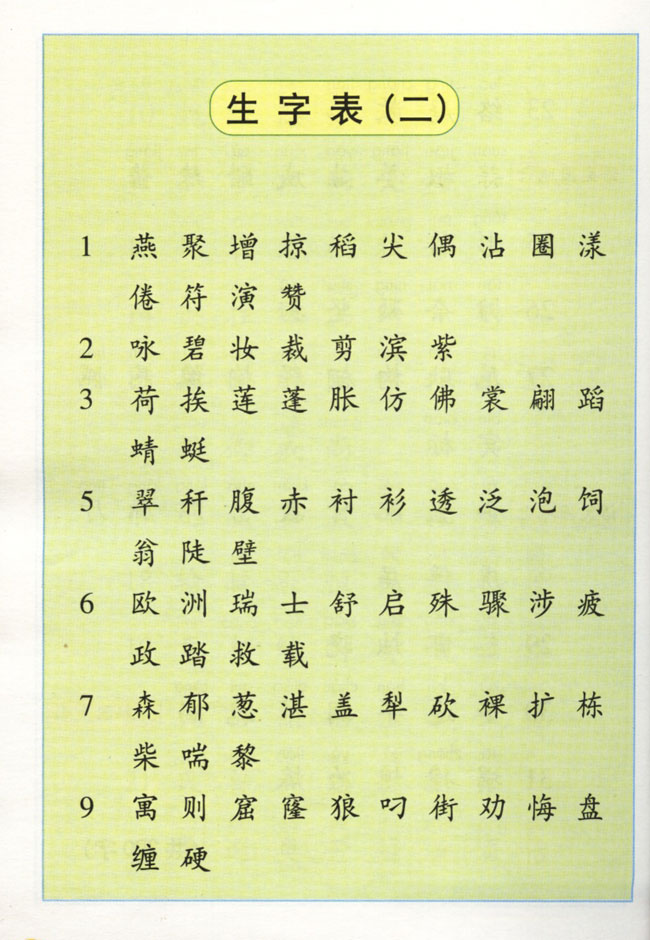 生字表（二）
1 燕 聚 增 掠 稻 尖 偶 沾 圈 漾
倦 符 演 赞
2 咏 碧 妆 裁 剪 滨 紫
3 荷 挨 莲 蓬 胀 仿 佛 裳 翩 蹈
蜻 蜓
5 翠 秆 腹 赤 衬 衫 透 泛 泡 饲
翁 陡 壁
6 欧 洲 瑞 士 舒 启 殊 骤 涉 疲
政 踏 救 载
7 森 郁 葱 湛 盖 犁 砍 裸 扩 栋
柴 喘 黎
9 寓 则 窟 窿 狼 叼 街 劝 悔 盘
缠 硬